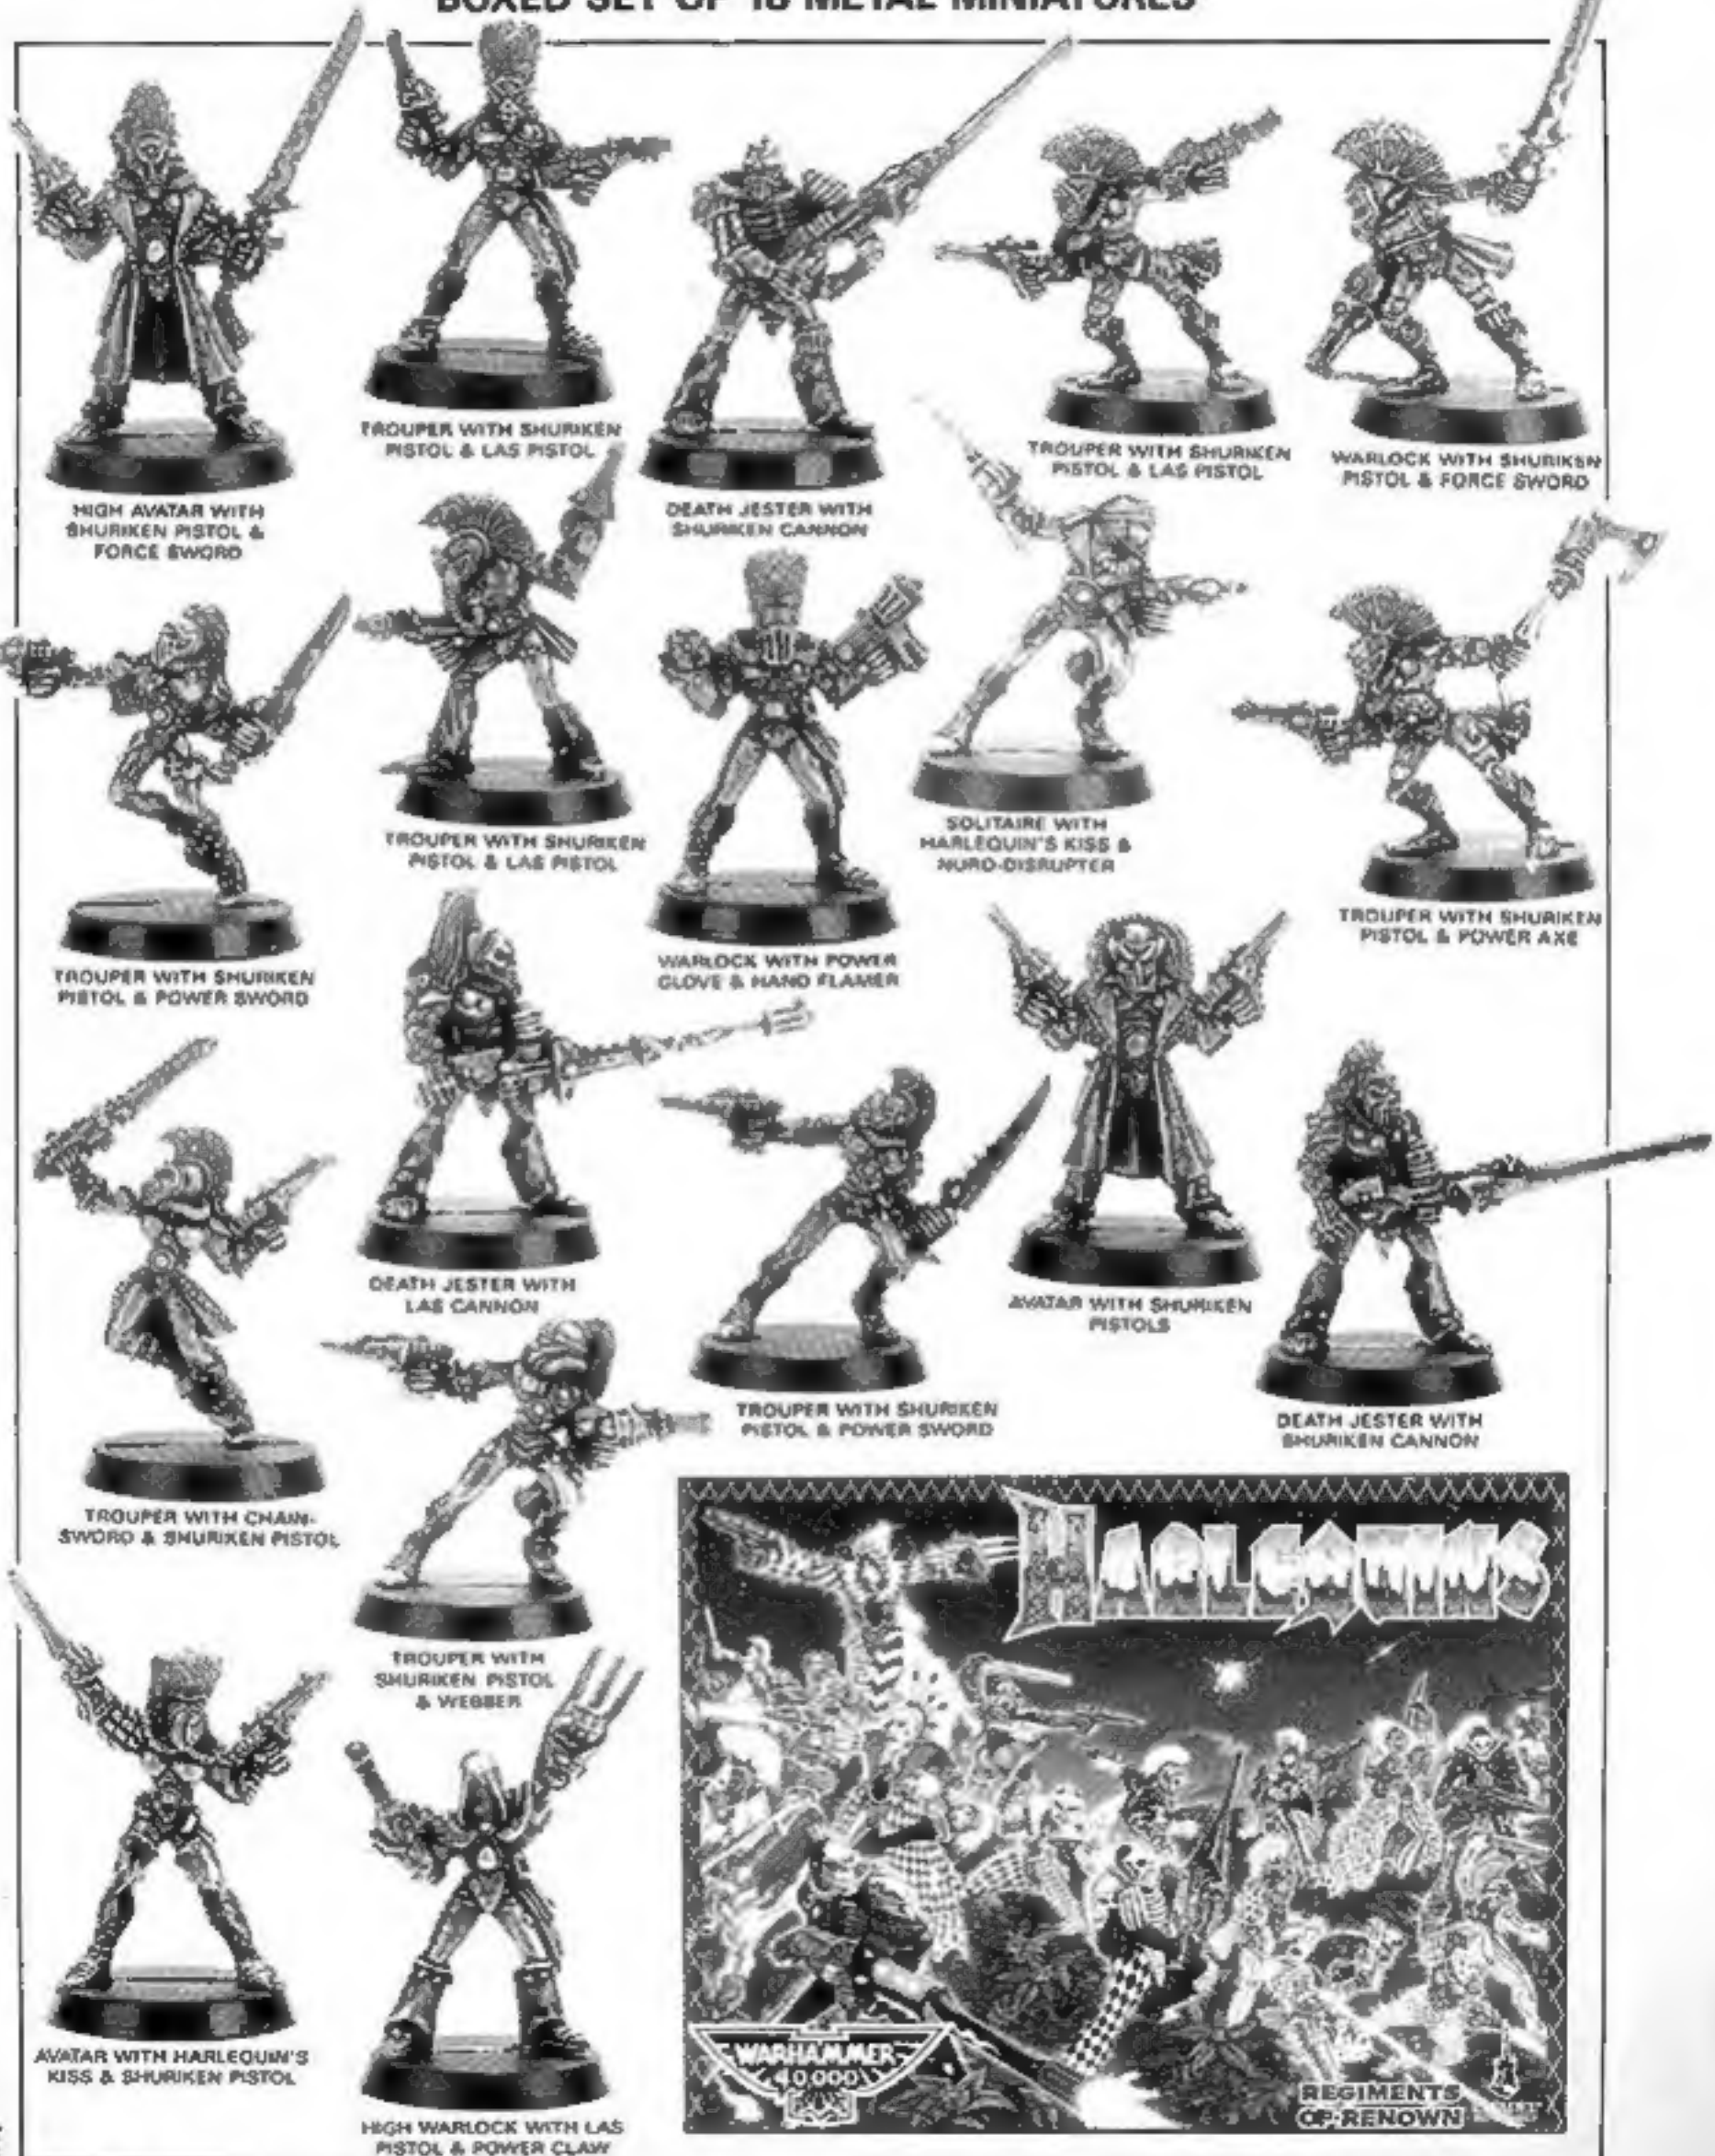 BOXED SET OF 18 METAL MINIATURES
HIGH AVATAR WITH
SHURIKEN PISTOL &
FORCE SWORD
TROUPER WITH SHURIKEN
PISTOL & LAS PISTOL
DEATH JESTER WITH
SHURIKEN CANNON
TROUPER WITH SHURIKEN
PISTOL & LAS PISTOL
WARLOCK WITH SHURIKEN
PISTOL & FORCE SWORD
TROUPER WITH SHURIKEN
PISTOL & POWER SWORD
TROUPER WITH SHURIKEN
PISTOL & LAS PISTOL
WARLOCK WITH POWER
GLOVE & HAND FLAMER
SOLITAIRE WITH
HARLEQUIN'S KISS &
NURO-DISRUPTER
TROUPER WITH SHURIKEN
PISTOL & POWER AXE
TROUPER WITH CHAIN-
SWORD & SHURIKEN PISTOL
DEATH JESTER WITH
LAS CANNON
TROUPER WITH SHURIKEN
PISTOL & POWER SWORD
AVATAR WITH SHURIKEN
PISTOLS
DEATH JESTER WITH
SHURIKEN CANNON
TROUPER WITH
SHURIKEN PISTOL
& WEBBER
AVATAR WITH HARLEQUIN'S
KISS & SHURIKEN PISTOL
HIGH WARLOCK WITH LAS
PISTOL & POWER CLAW
HARLEQUINS
WARHAMMER
40,000
REGIMENTS
OF RENOWN